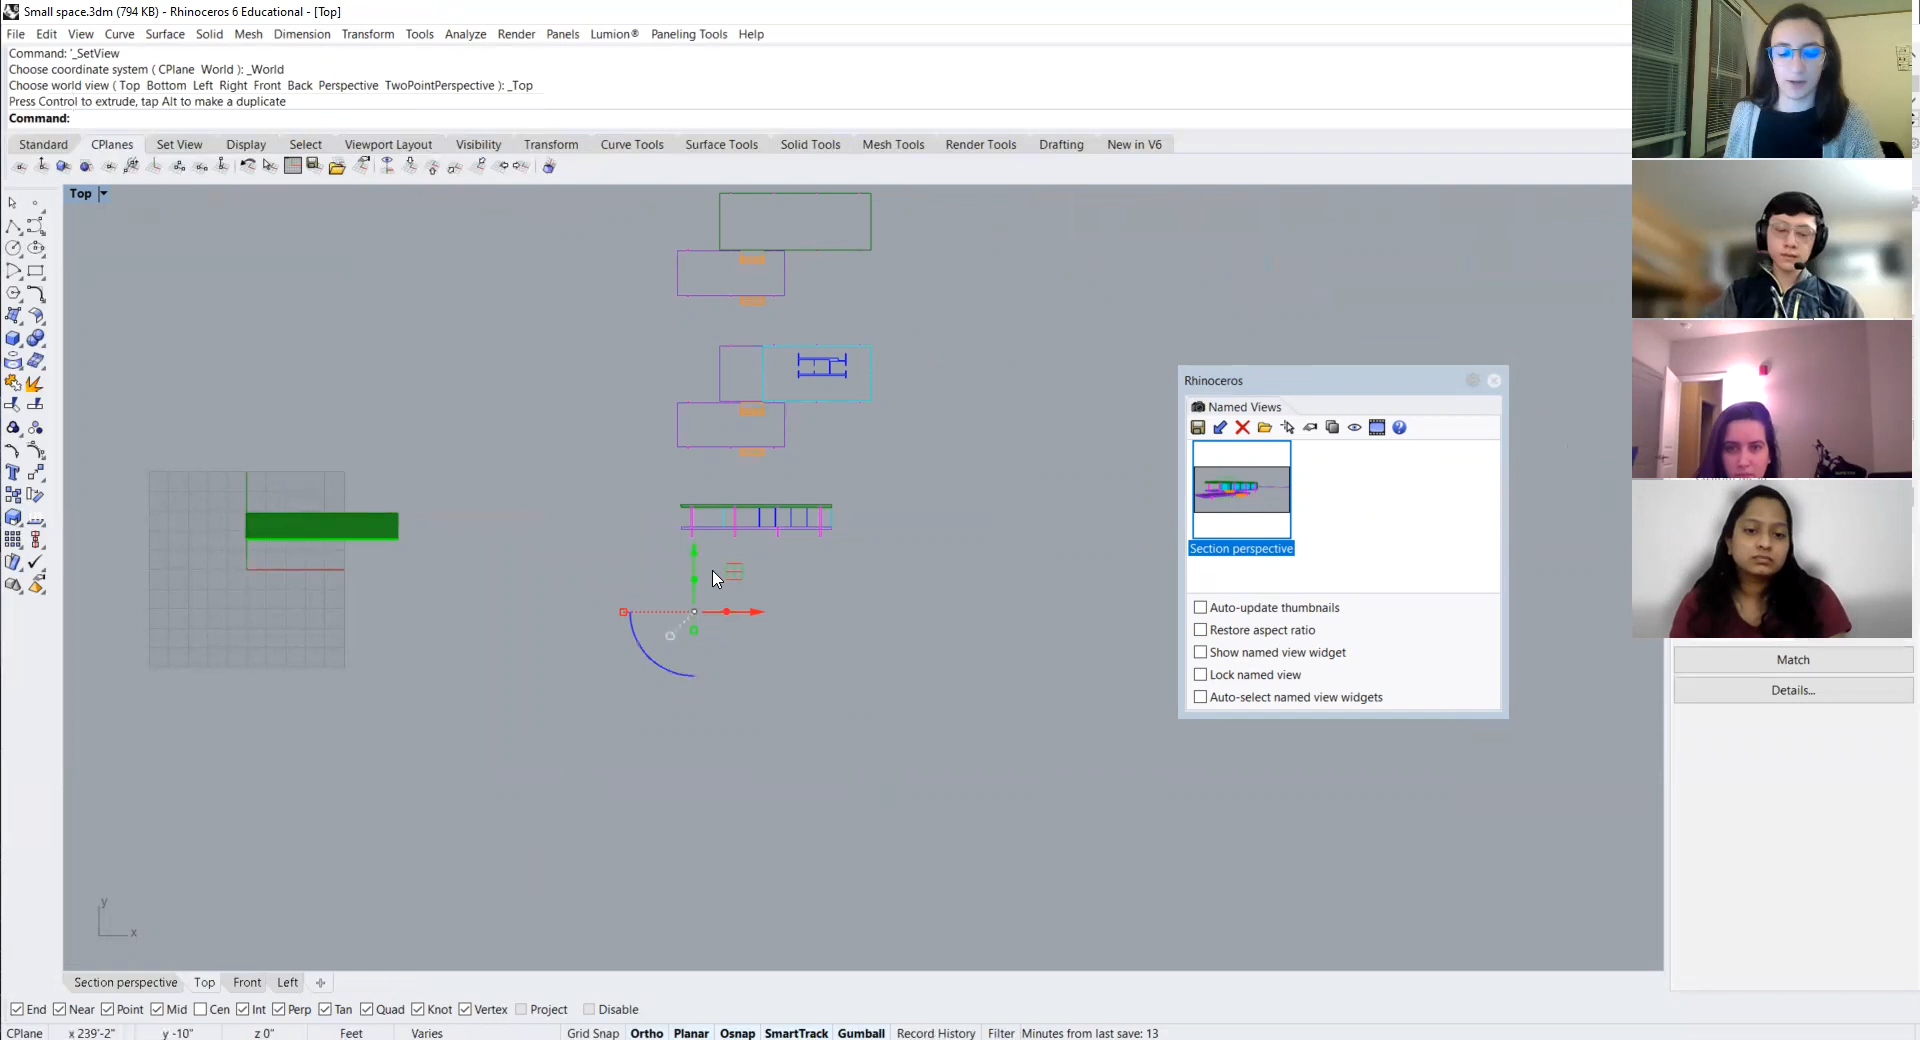 Small space.3dm (794 KB) - Rhinoceros 6 Educational - [Top]
File Edit View Curve Surface Solid Mesh Dimension Transform Tools Analyze Render Panels Lumion® Paneling Tools Help
Command: '_SetView
Choose coordinate system ( CPlane World ): _World
Choose world view ( Top Bottom Left Right Front Back Perspective TwoPointPerspective ): _Top
Press Control to extrude, tap Alt to make a duplicate
Command:
Standard CPlanes Set View Display Select Viewport Layout Visibility Transform Curve Tools Surface Tools Solid Tools Mesh Tools Render Tools Drafting New in V6
Top
Rhinoceros
Named Views
Section perspective
Auto-update thumbnails
Restore aspect ratio
Show named view widget
Lock named view
Auto-select named view widgets
Match
Details...
y
x
Section perspective Top Front Left
End Near Point Mid Cen Int Perp Tan Quad Knot Vertex Project Disable
CPlane x 239'-2" y -10" z 0" Feet Varies Grid Snap Ortho Planar Osnap SmartTrack Gumball Record History Filter Minutes from last save: 13